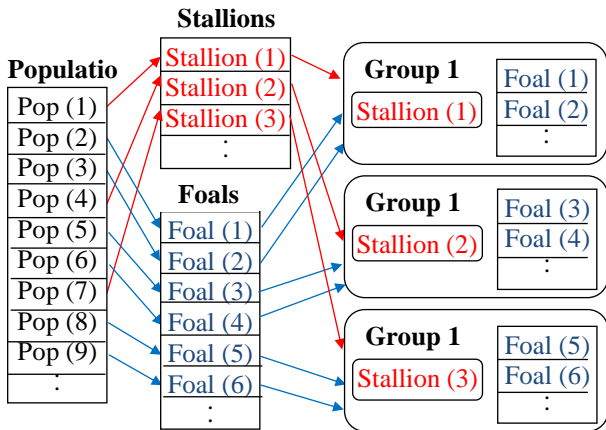 Populatio
Pop (1)
Pop (2)
Pop (3)
Pop (4)
Pop (5)
Pop (6)
Pop (7)
Pop (8)
Pop (9)
:
Stallions
Stallion (1)
Stallion (2)
Stallion (3)
:
Foals
Foal (1)
Foal (2)
Foal (3)
Foal (4)
Foal (5)
Foal (6)
:
Group 1
Stallion (1)
Foal (1)
Foal (2)
:
Group 1
Stallion (2)
Foal (3)
Foal (4)
:
Group 1
Stallion (3)
Foal (5)
Foal (6)
: